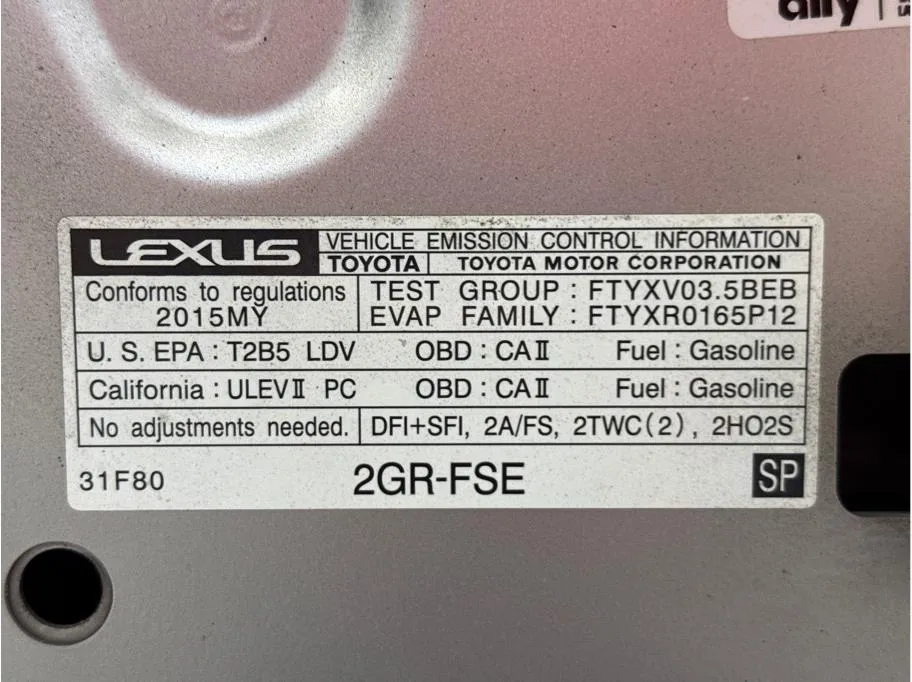 ally
LEXUS
VEHICLE EMISSION CONTROL INFORMATION
TOYOTA TOYOTA MOTOR CORPORATION
Conforms to regulations
2015MY
TEST GROUP : FTYXV03.5BEB
EVAP FAMILY : FTYXR0165P12
U. S. EPA : T2B5 LDV OBD : CAⅡ Fuel : Gasoline
California : ULEVⅡ PC OBD : CAⅡ Fuel : Gasoline
No adjustments needed. DFI+SFI, 2A/FS, 2TWC(2), 2HO2S
31F80 2GR-FSE SP